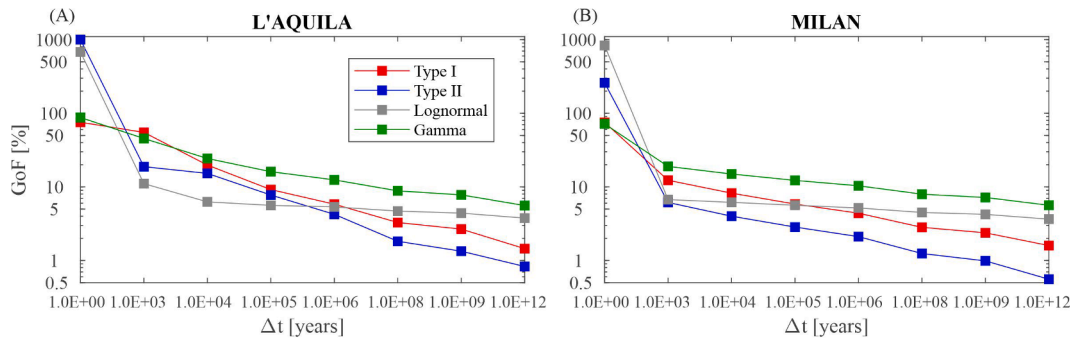 (A) L'AQUILA
1000
500
100
50
10
5
1
0.5
GoF [%]
Type I
Type II
Lognormal
Gamma
1.0E+00 1.0E+03 1.0E+04 1.0E+05 1.0E+06 1.0E+08 1.0E+09 1.0E+12
Δt [years]
(B) MILAN
1000
500
100
50
10
5
1
0.5
1.0E+00 1.0E+03 1.0E+04 1.0E+05 1.0E+06 1.0E+08 1.0E+09 1.0E+12
Δt [years]